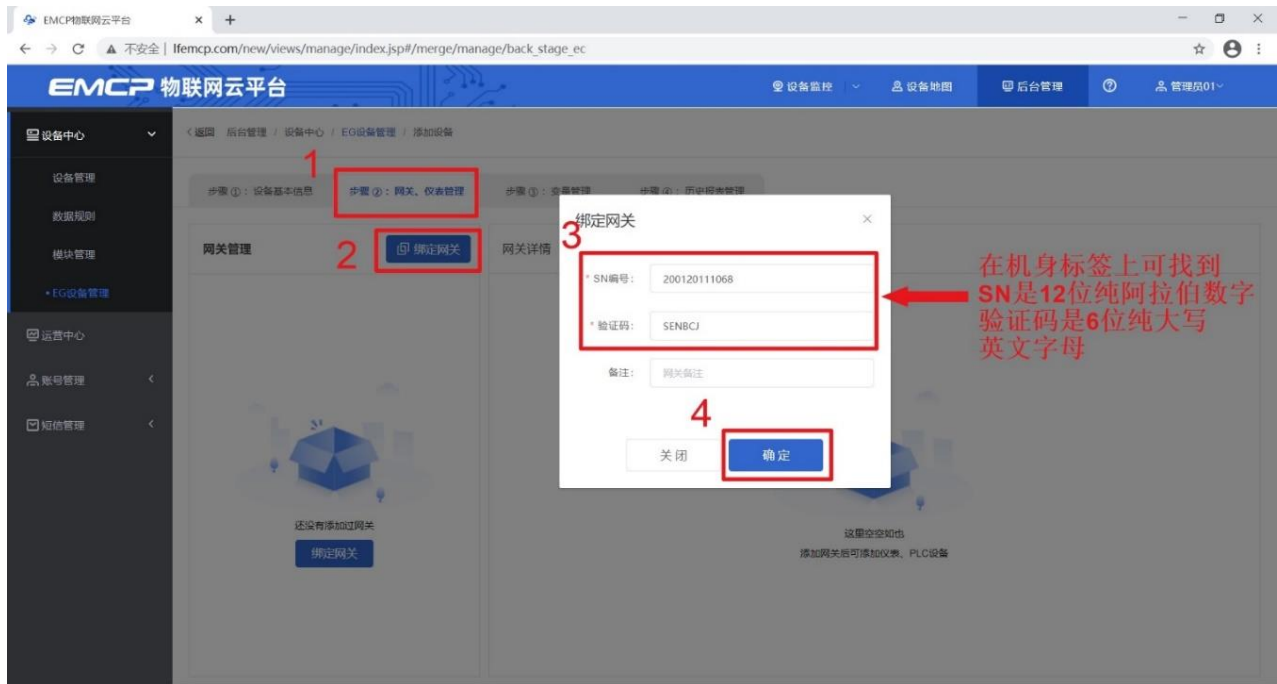 EMCP物联网云平台
不安全 | lfemcp.com/new/views/manage/index.jsp#/merge/manage/back_stage_ec
EMCP 物联网云平台
设备监控
设备地图
后台管理
管理员01
设备中心
设备管理
数据规则
模块管理
•EG设备管理
运营中心
账号管理
短信管理
<返回 后台管理 / 设备中心 / EG设备管理 / 添加设备
1
步骤①：设备基本信息
步骤②：网关、仪表管理
步骤③：变量管理
步骤④：历史报表管理
网关管理
2
绑定网关
网关详情
还没有添加过网关
绑定网关
绑定网关
3
* SN编号： 200120111068
* 验证码： SENBCJ
备注： 网关备注
4
关闭
确定
在机身标签上可找到
SN是12位纯阿拉伯数字
验证码是6位纯大写
英文字母
这里空空如也
添加网关后可添加仪表、PLC设备